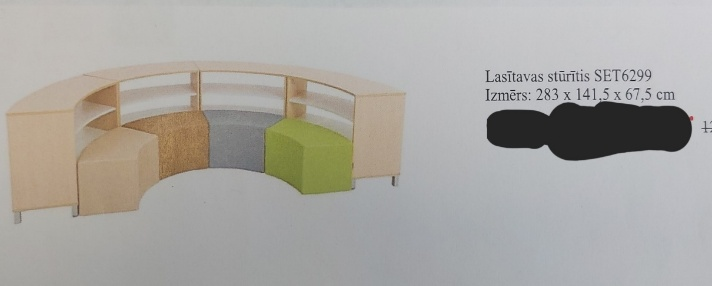 Lasītavas stūrītis SET6299
Izmērs: 283 x 141,5 x 67,5 cm